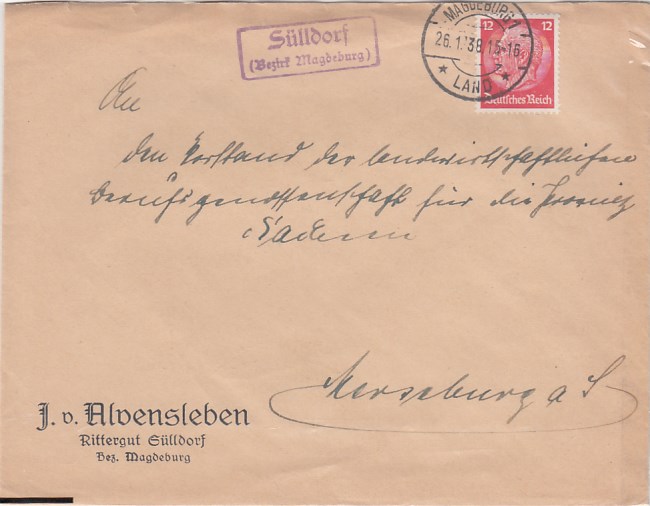 Sülldorf
(Bezirk Magdeburg)
MAGDEBURG 1
26.1.38.15-16
z
LAND
12 12
Deutsches Reich
An
den Vorstand der landwirtschaftlichen
Berufsgenossenschaft für die Provinz
Sachsen
Merseburg a S
J. v. Alvensleben
Rittergut Sülldorf
Bez. Magdeburg